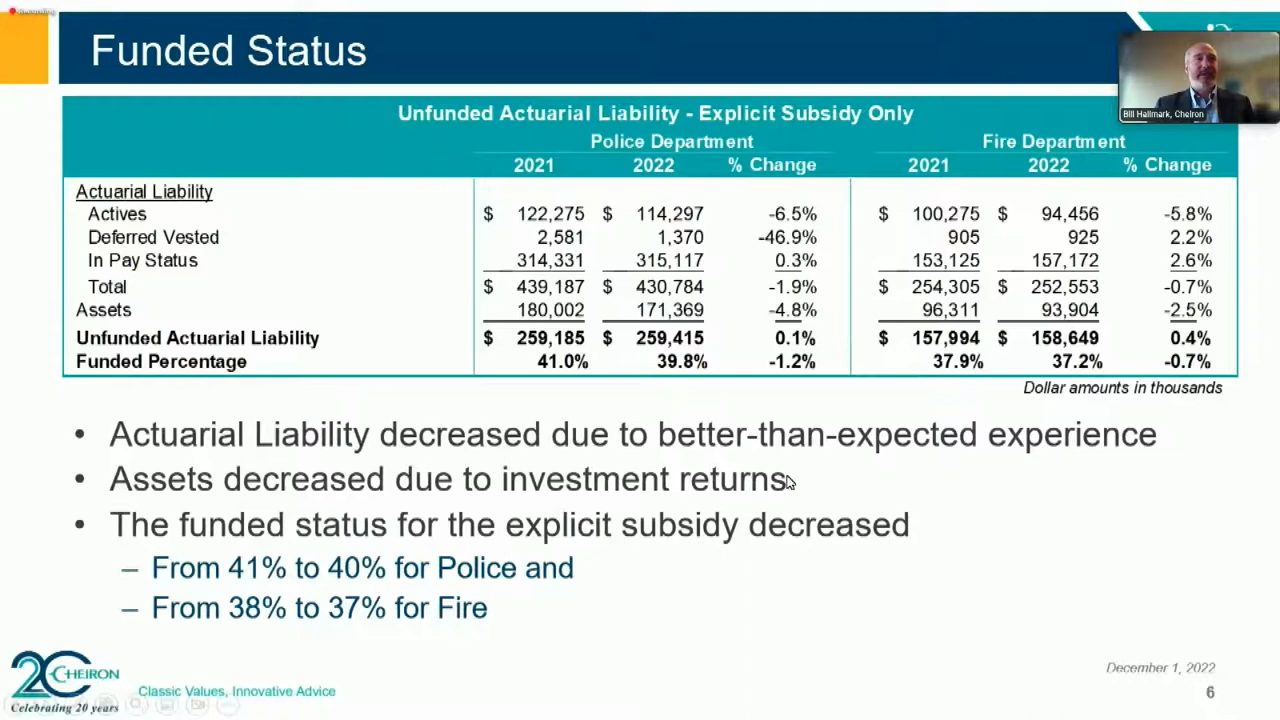 Recording
Funded Status
Bill Hallmark, Cheiron
Unfunded Actuarial Liability - Explicit Subsidy Only
Police Department Fire Department
2021 2022 % Change 2021 2022 % Change
Actuarial Liability
Actives $ 122,275 $ 114,297 -6.5% $ 100,275 $ 94,456 -5.8%
Deferred Vested 2,581 1,370 -46.9% 905 925 2.2%
In Pay Status 314,331 315,117 0.3% 153,125 157,172 2.6%
Total $ 439,187 $ 430,784 -1.9% $ 254,305 $ 252,553 -0.7%
Assets 180,002 171,369 -4.8% 96,311 93,904 -2.5%
Unfunded Actuarial Liability $ 259,185 $ 259,415 0.1% $ 157,994 $ 158,649 0.4%
Funded Percentage 41.0% 39.8% -1.2% 37.9% 37.2% -0.7%
Dollar amounts in thousands
• Actuarial Liability decreased due to better-than-expected experience
• Assets decreased due to investment returns
• The funded status for the explicit subsidy decreased
– From 41% to 40% for Police and
– From 38% to 37% for Fire
December 1, 2022
20 CHEIRON
Classic Values, Innovative Advice
6
Celebrating 20 years